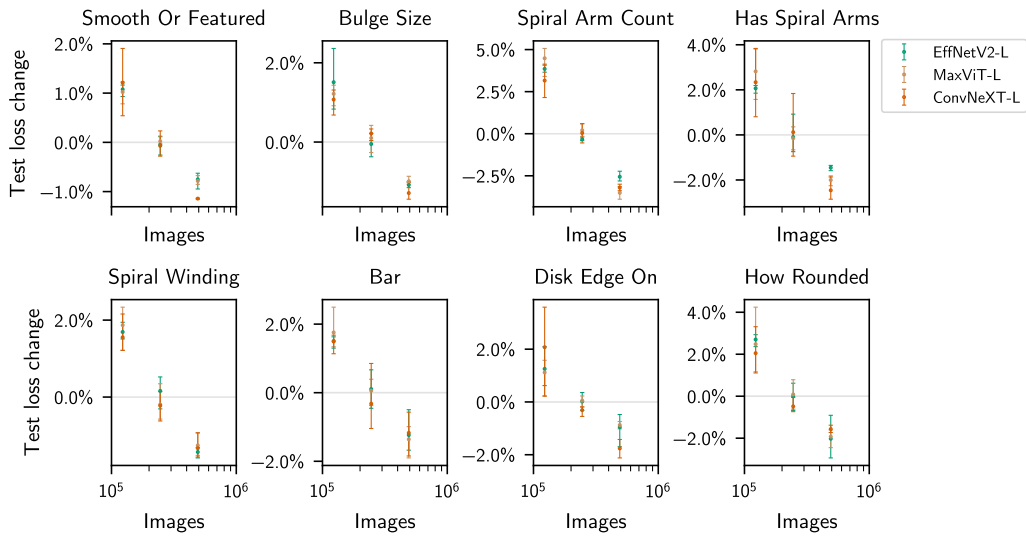 Smooth Or Featured
Bulge Size
Spiral Arm Count
Has Spiral Arms
EffNetV2-L
MaxViT-L
ConvNeXT-L
Test loss change
2.0%
1.0%
0.0%
−1.0%
Images
2.0%
0.0%
Images
5.0%
2.5%
0.0%
−2.5%
Images
4.0%
2.0%
0.0%
−2.0%
Images
Spiral Winding
Bar
Disk Edge On
How Rounded
Test loss change
2.0%
0.0%
10^5
10^6
Images
2.0%
0.0%
−2.0%
10^5
10^6
Images
2.0%
0.0%
−2.0%
10^5
10^6
Images
4.0%
2.0%
0.0%
−2.0%
10^5
10^6
Images